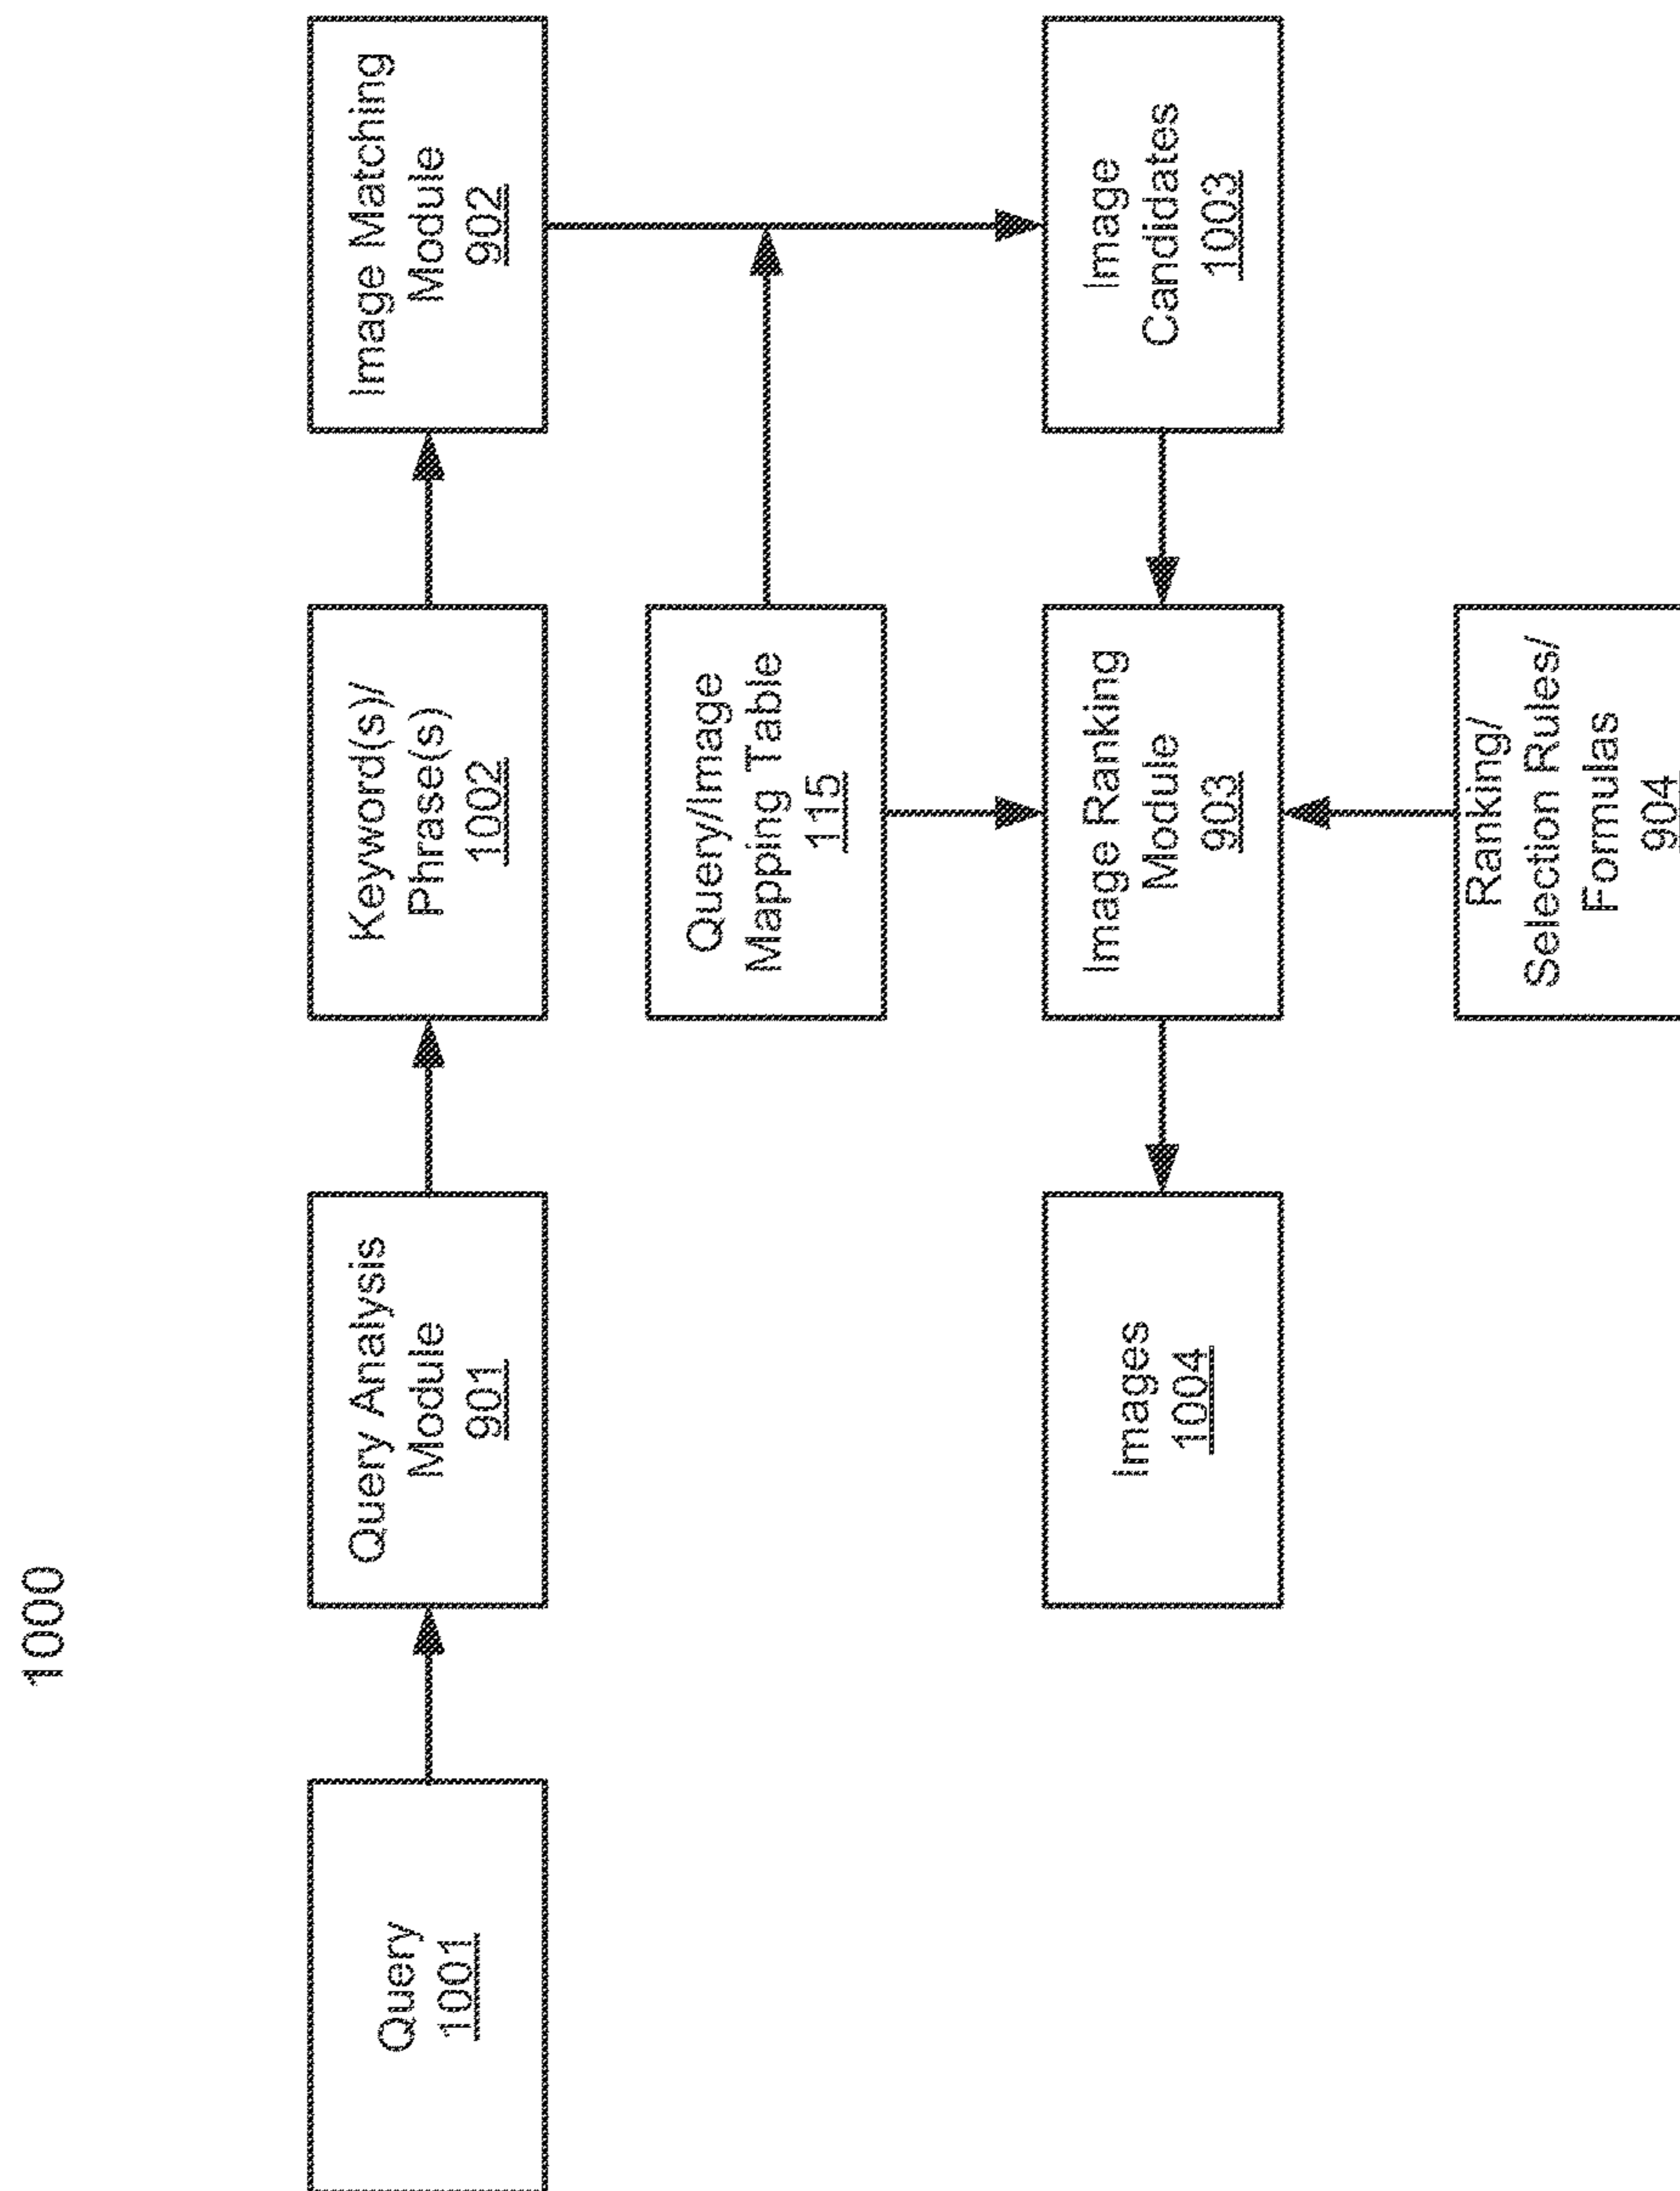 1000
Query
1001
Query Analysis
Module
901
Keyword(s)/
Phrase(s)
1002
Image Matching
Module
902
Query/Image
Mapping Table
115
Images
1004
Image Ranking
Module
903
Image
Candidates
1003
Ranking/
Selection Rules/
Formulas
904